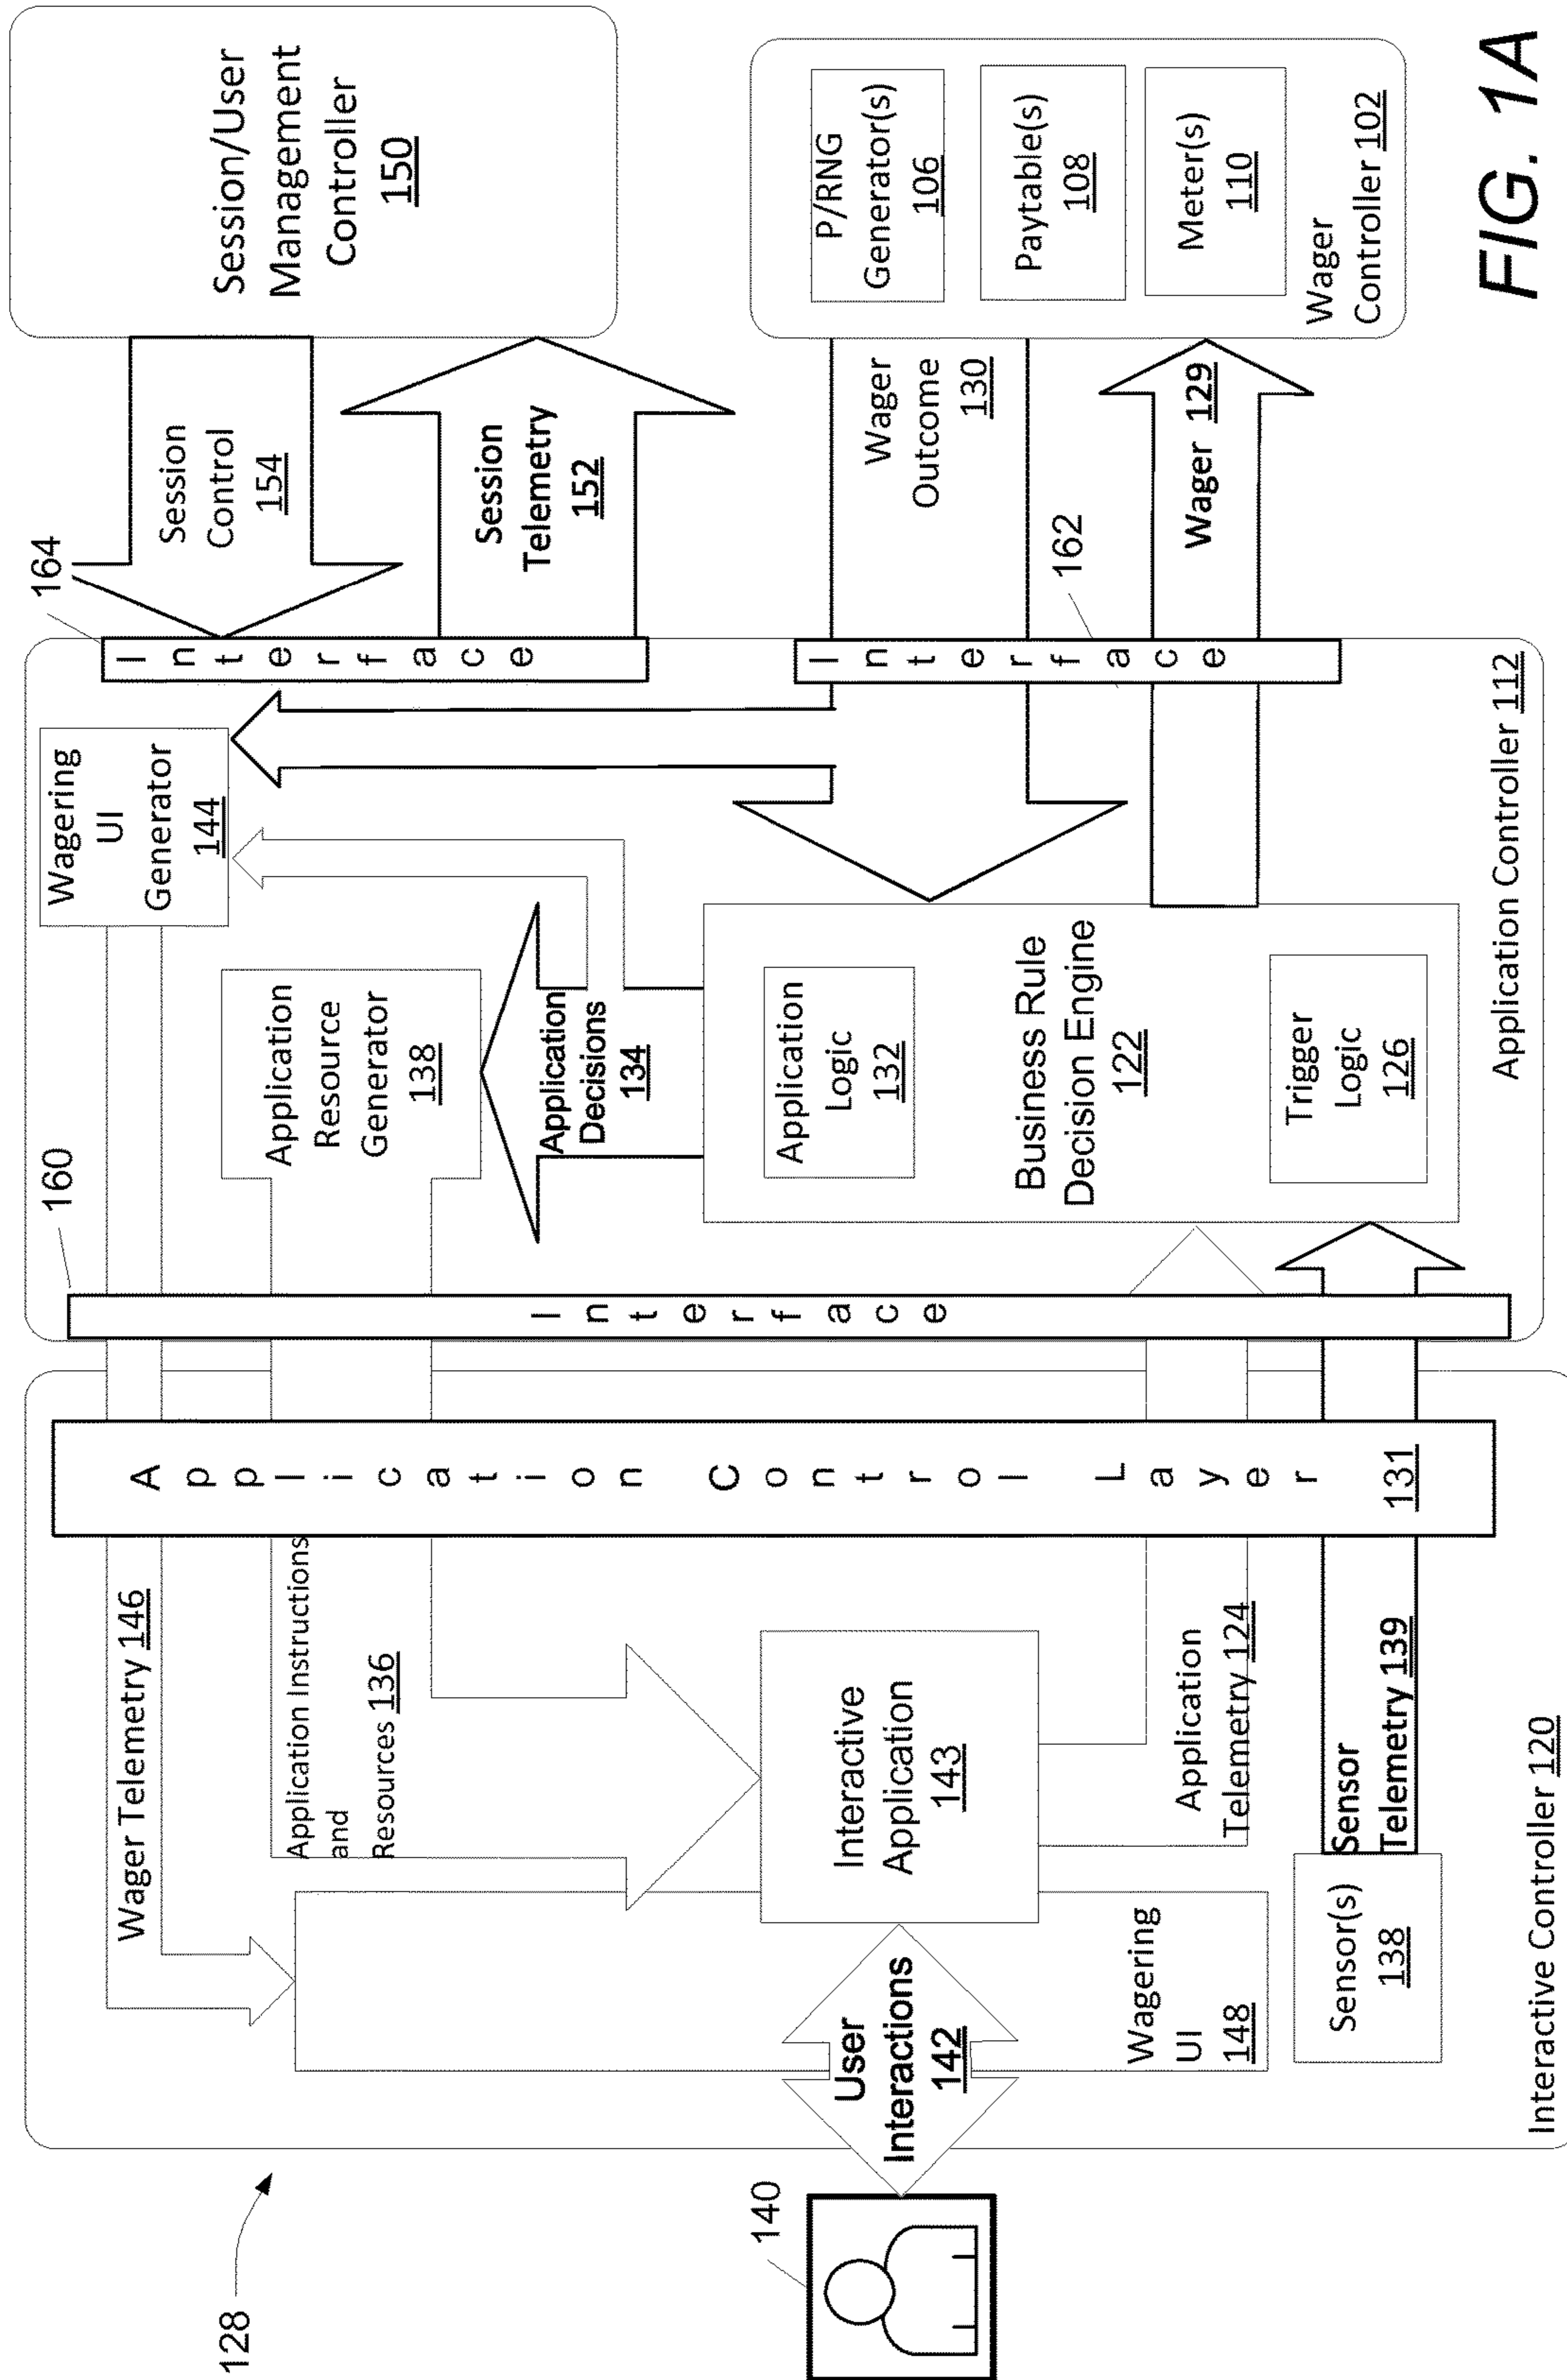 128
140
User
Interactions
142
Wager Telemetry 146
Application Instructions
and
Resources 136
Interactive
Application
143
Application
Telemetry 124
Wagering
UI
148
Sensor(s)
138
Sensor
Telemetry 139
Interactive Controller 120
Application Control Layer
131
160
Interface
Wagering
UI
Generator
144
Application
Resource
Generator
138
Application
Decisions
134
Application
Logic
132
Business Rule
Decision Engine
122
Trigger
Logic
126
Application Controller 112
164
Interface
Interface
162
Session
Control
154
Session
Telemetry
152
Wager
Outcome
130
Wager 129
Session/User
Management
Controller
150
P/RNG
Generator(s)
106
Paytable(s)
108
Meter(s)
110
Wager
Controller 102
FIG. 1A